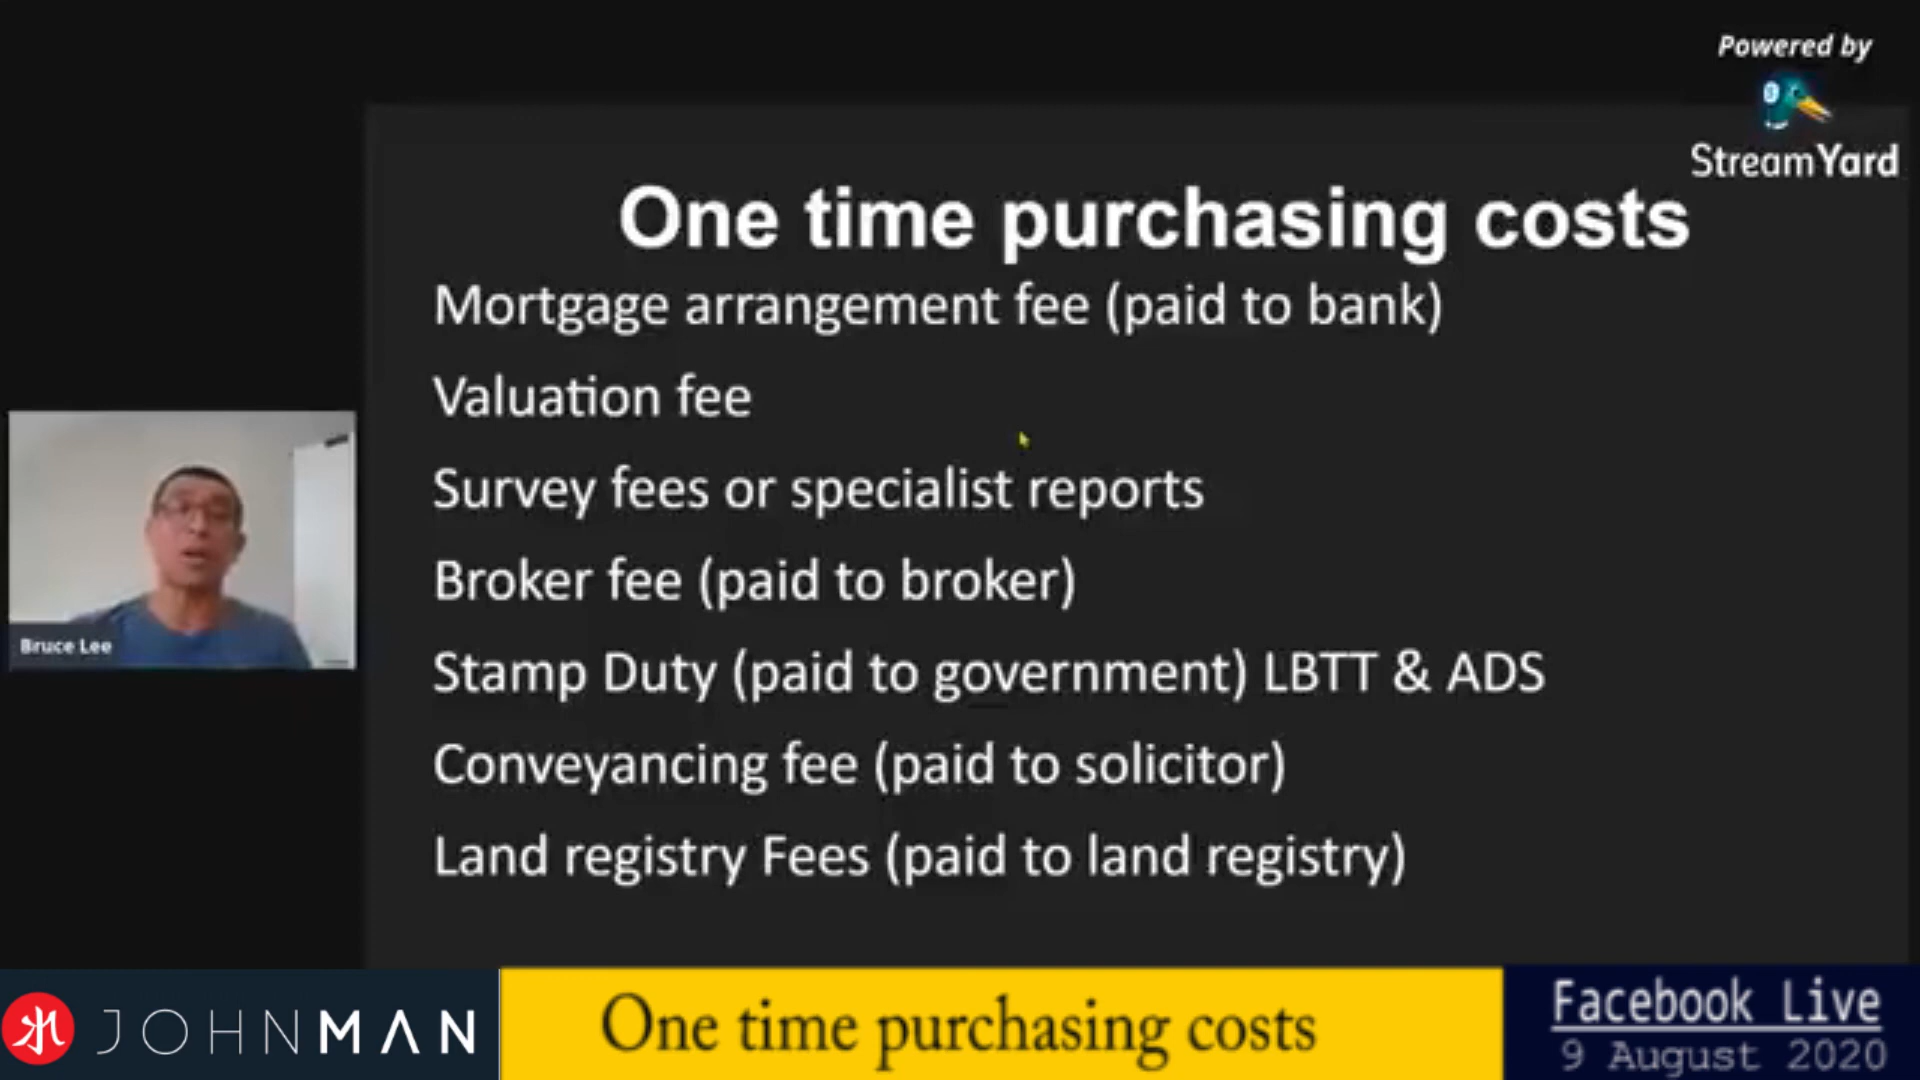 Powered by
StreamYard
One time purchasing costs
Mortgage arrangement fee (paid to bank)
Valuation fee
Survey fees or specialist reports
Broker fee (paid to broker)
Stamp Duty (paid to government) LBTT & ADS
Conveyancing fee (paid to solicitor)
Land registry Fees (paid to land registry)
Bruce Lee
JOHNMAN
One time purchasing costs
Facebook Live
9 August 2020